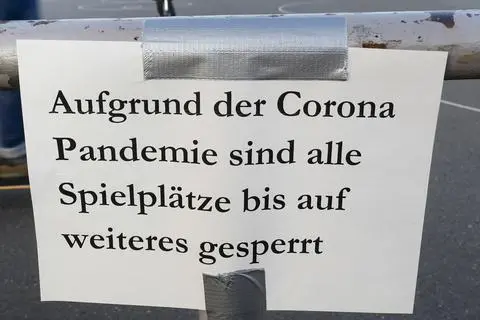 Aufgrund der Corona
Pandemie sind alle
Spielplätze bis auf
weiteres gesperrt